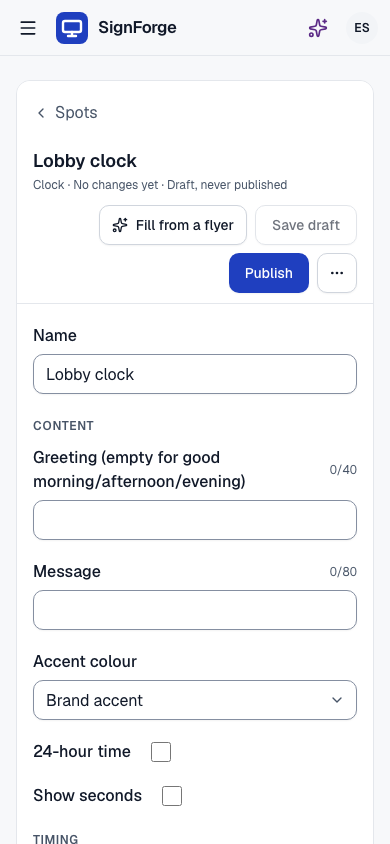 SignForge
ES
Spots
Lobby clock
Clock · No changes yet · Draft, never published
Fill from a flyer
Save draft
Publish
Name
Lobby clock
CONTENT
Greeting (empty for good
morning/afternoon/evening)
0/40
Message
0/80
Accent colour
Brand accent
24-hour time
Show seconds
TIMING